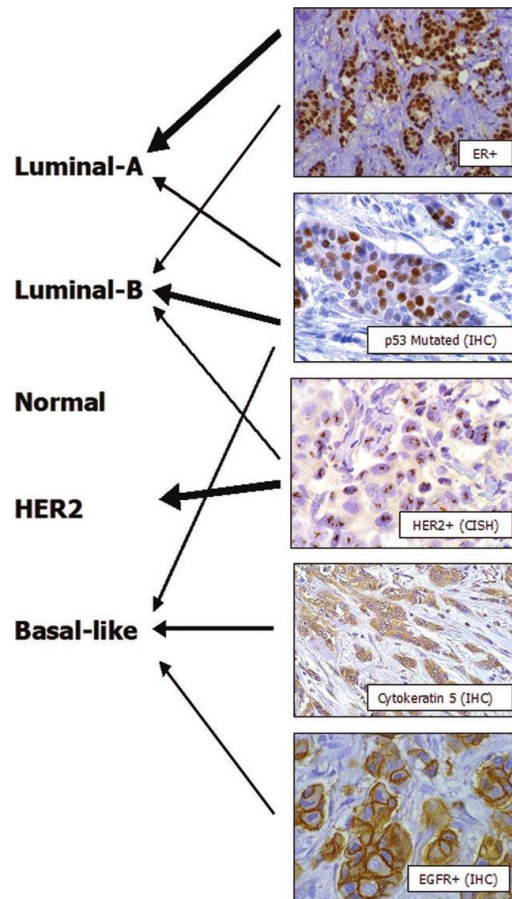 ER+
Luminal-A
Luminal-B
p53 Mutated (IHC)
Normal
HER2
HER2+ (CISH)
Basal-like
Cytokeratin 5 (IHC)
EGFR+ (IHC)